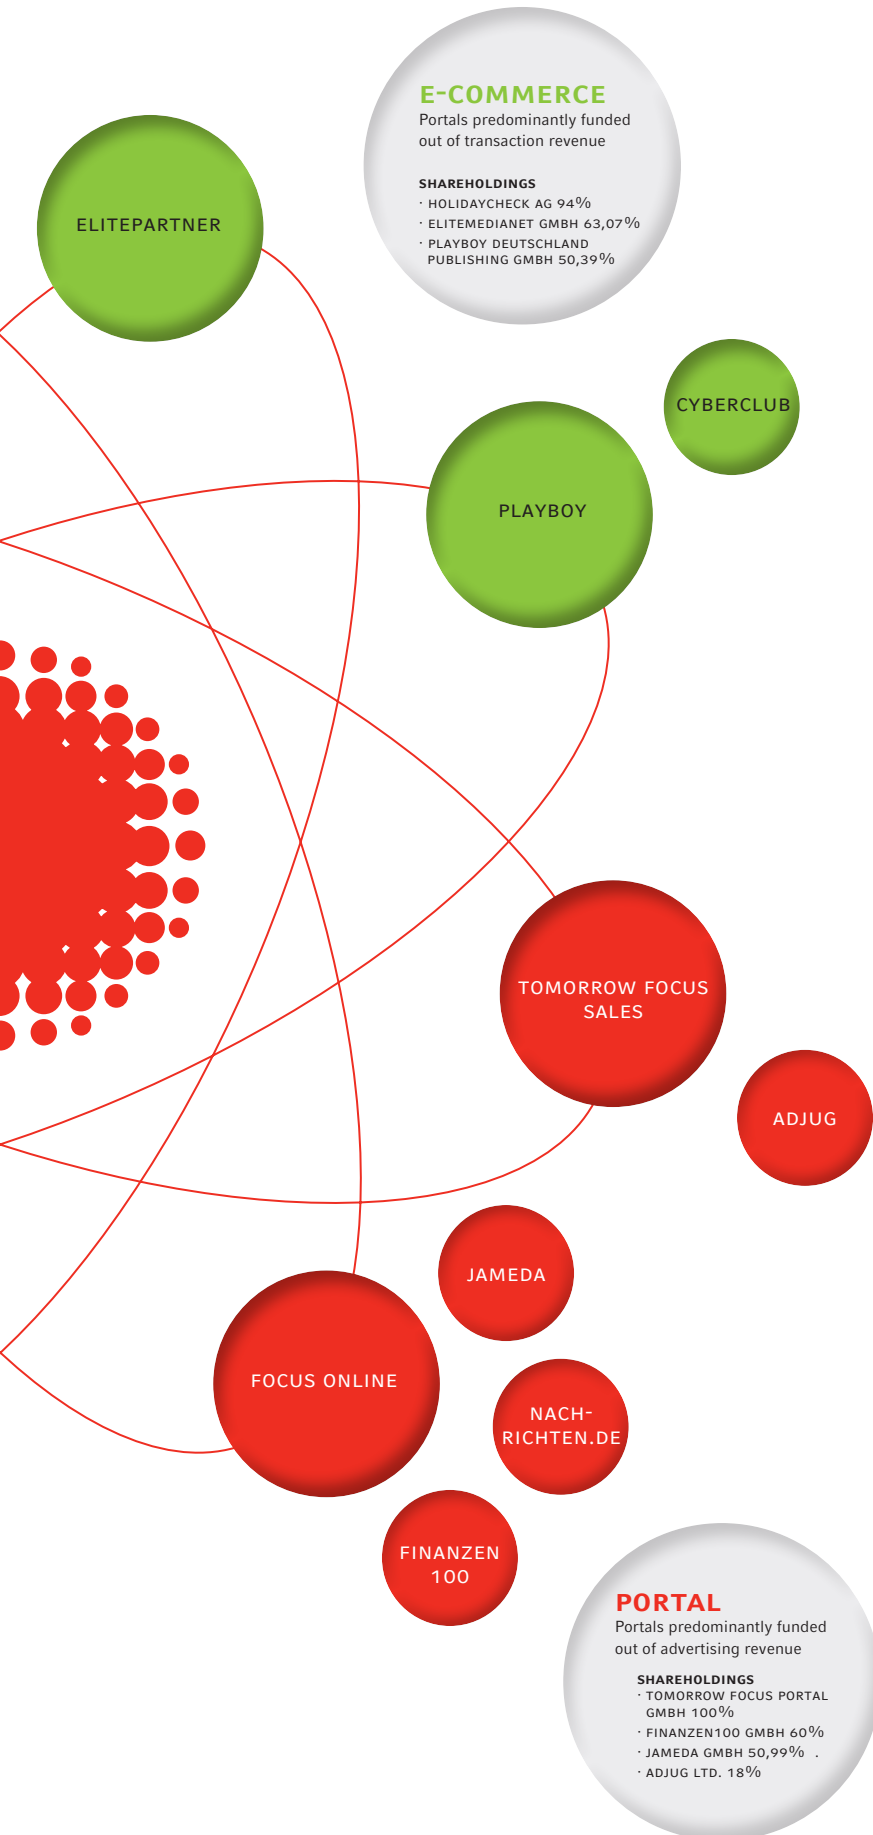 E-COMMERCE
Portals predominantly funded
out of transaction revenue
SHAREHOLDINGS
· HOLIDAYCHECK AG 94%
· ELITEMEDIANET GMBH 63,07%
· PLAYBOY DEUTSCHLAND
PUBLISHING GMBH 50,39%
ELITEPARTNER
CYBERCLUB
PLAYBOY
TOMORROW FOCUS
SALES
ADJUG
JAMEDA
FOCUS ONLINE
NACH-
RICHTEN.DE
FINANZEN
100
PORTAL
Portals predominantly funded
out of advertising revenue
SHAREHOLDINGS
· TOMORROW FOCUS PORTAL
GMBH 100%
· FINANZEN100 GMBH 60%
· JAMEDA GMBH 50,99% .
· ADJUG LTD. 18%